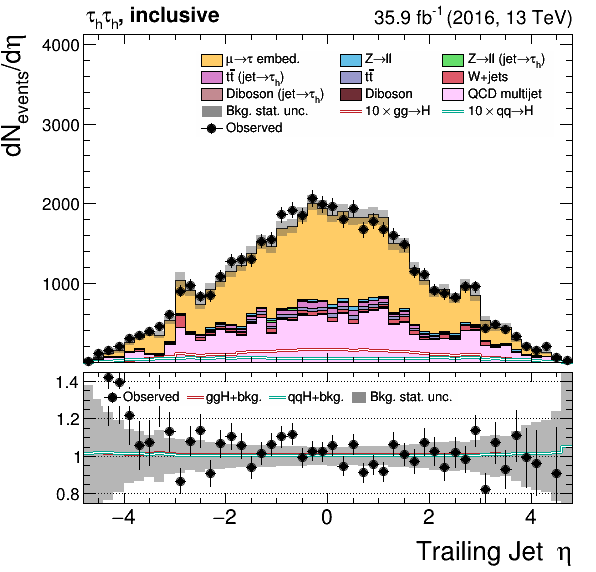 τhτh, inclusive 35.9 fb⁻¹ (2016, 13 TeV)
dNevents/dη
4000
3000
2000
1000
μ→τ embed. Z→ll Z→ll (jet→τh)
tt̄ (jet→τh) tt̄ W+jets
Diboson (jet→τh) Diboson QCD multijet
Bkg. stat. unc. 10×gg→H 10×qq→H
Observed
1.4
1.2
1
0.8
Observed ggH+bkg. qqH+bkg. Bkg. stat. unc.
−4 −2 0 2 4
Trailing Jet η